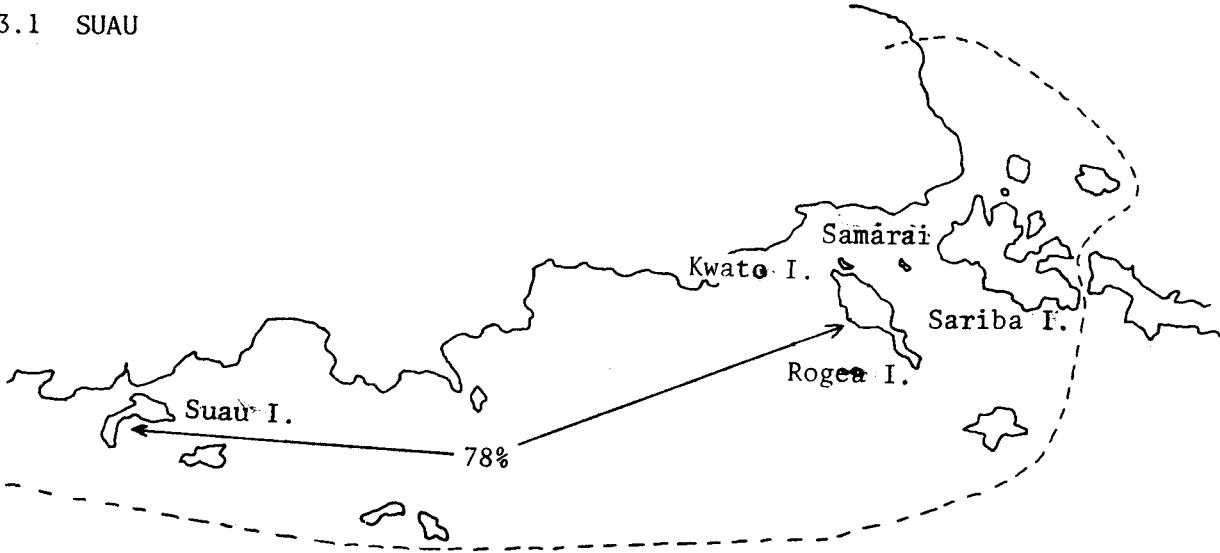 3.1 SUAU
Samarai
Kwato I.
Sariba I.
Rogea I.
Suau I.
78%